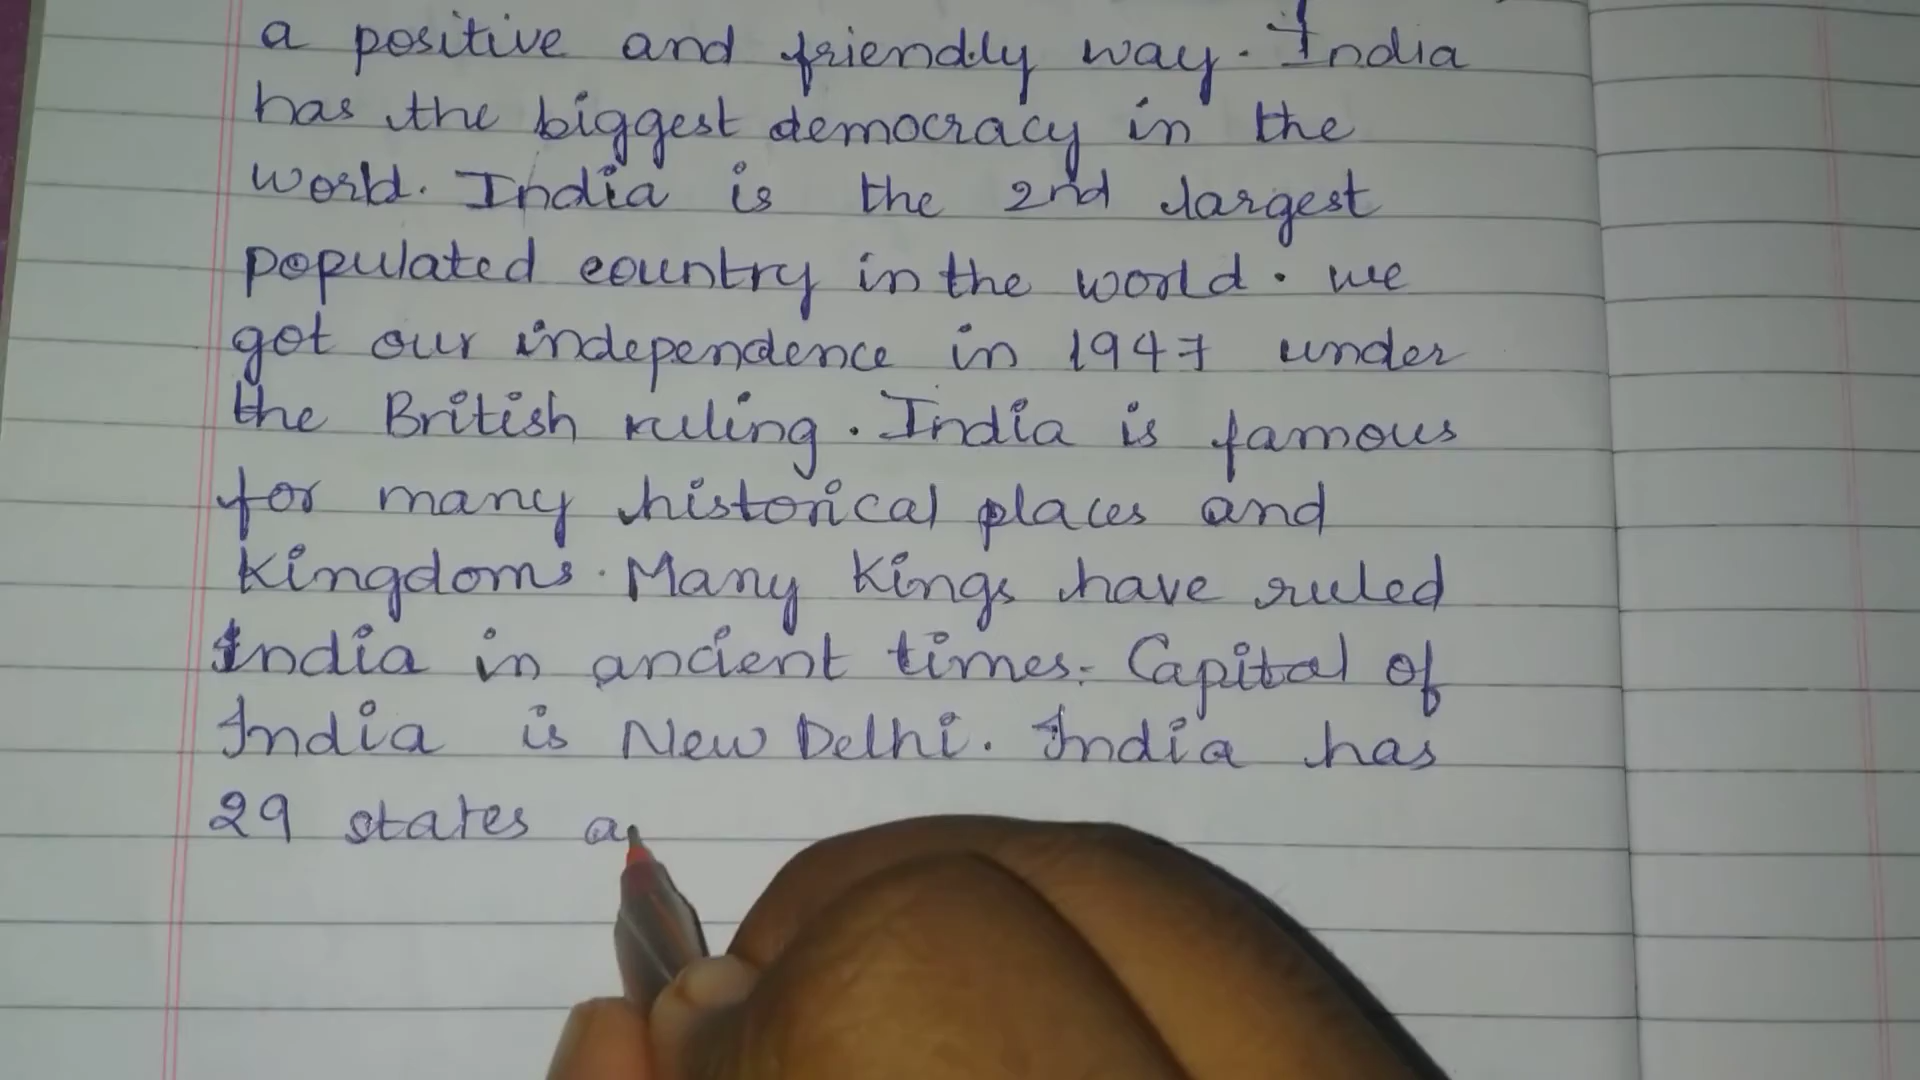 a positive and friendly way. India
has the biggest democracy in the
world. India is the 2nd largest
populated country in the world. we
got our independence in 1947 under
the British ruling. India is famous
for many historical places and
kingdoms. Many kings have ruled
India in ancient times. Capital of
India is New Delhi. India has
29 states a